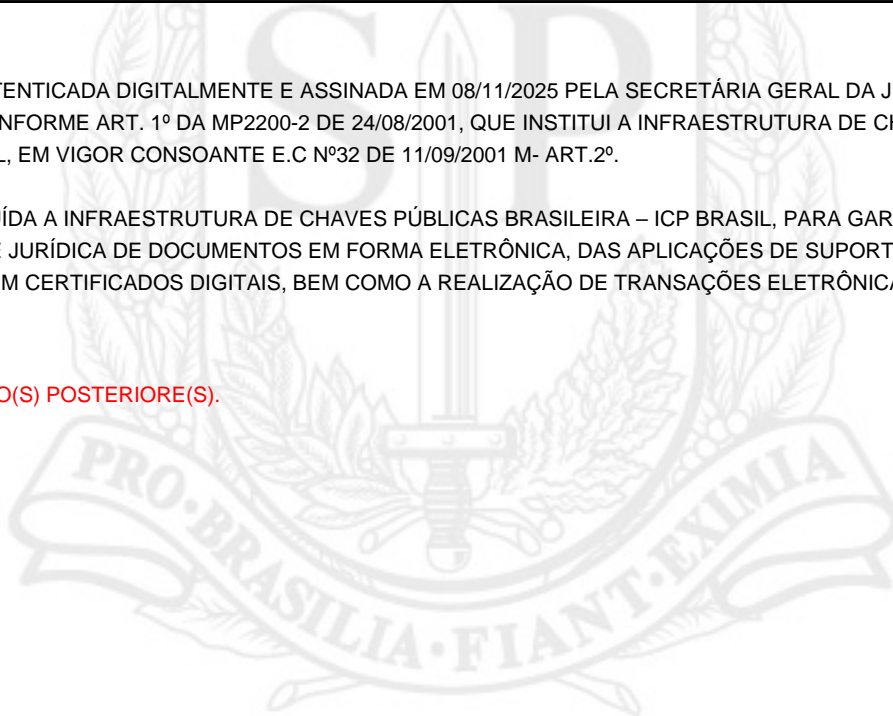 TENTICADA DIGITALMENTE E ASSINADA EM 08/11/2025 PELA SECRETÁRIA GERAL DA J
NFORME ART. 1º DA MP2200-2 DE 24/08/2001, QUE INSTITUI A INFRAESTRUTURA DE CH
L, EM VIGOR CONSOANTE E.C Nº32 DE 11/09/2001 M- ART.2º.
UÍDA A INFRAESTRUTURA DE CHAVES PÚBLICAS BRASILEIRA – ICP BRASIL, PARA GAR
E JURÍDICA DE DOCUMENTOS EM FORMA ELETRÔNICA, DAS APLICAÇÕES DE SUPORT
M CERTIFICADOS DIGITAIS, BEM COMO A REALIZAÇÃO DE TRANSAÇÕES ELETRÔNICA
O(S) POSTERIORE(S).
SP
PRO·BRASILIA·FIANT·EXIMIA